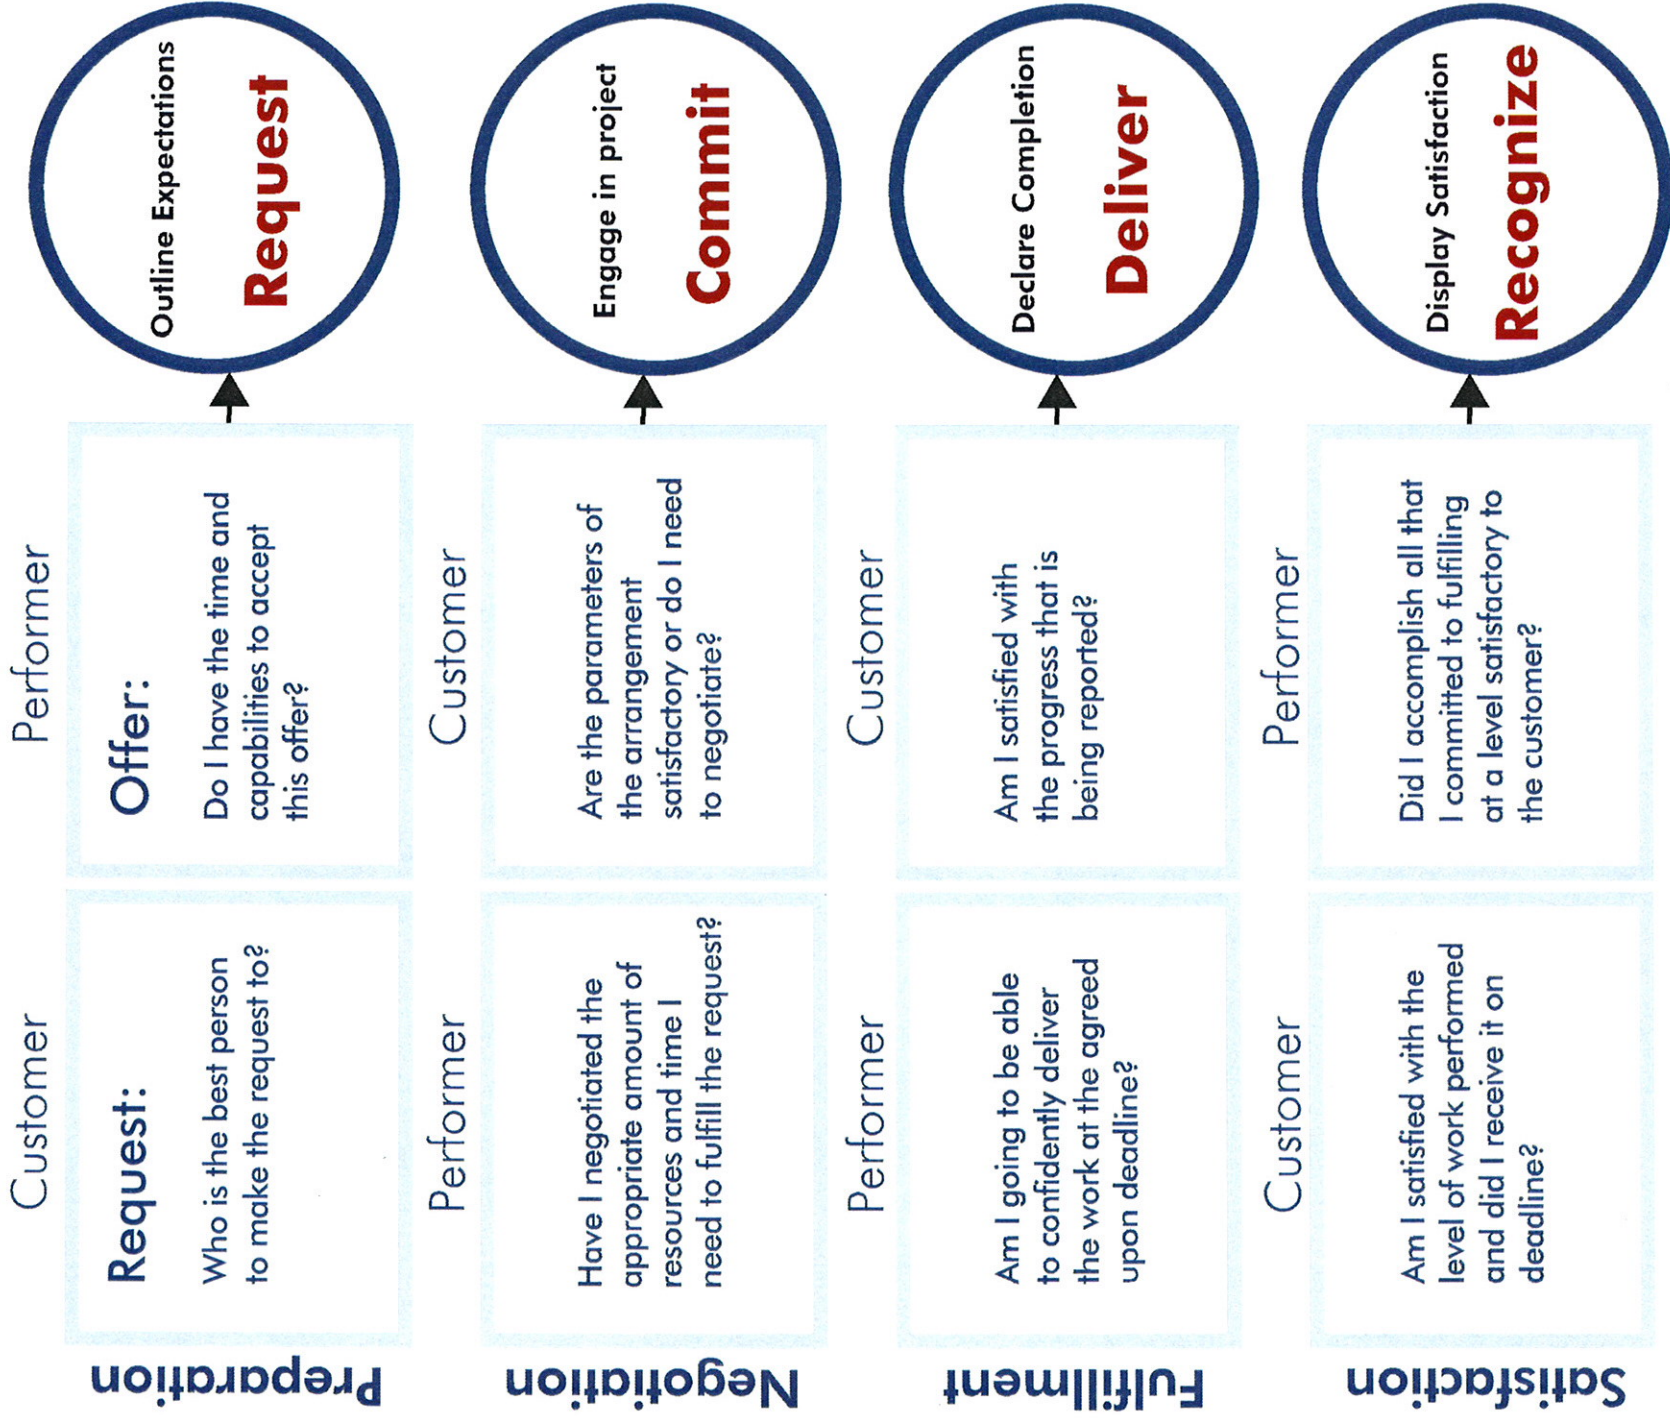 Preparation
Customer
Request:
Who is the best person
to make the request to?
Performer
Offer:
Do I have the time and
capabilities to accept
this offer?
Outline Expectations
Request
Negotiation
Performer
Have I negotiated the
appropriate amount of
resources and time I
need to fulfill the request?
Customer
Are the parameters of
the arrangement
satisfactory or do I need
to negotiate?
Engage in project
Commit
Fulfillment
Performer
Am I going to be able
to confidently deliver
the work at the agreed
upon deadline?
Customer
Am I satisfied with
the progress that is
being reported?
Declare Completion
Deliver
Satisfaction
Customer
Am I satisfied with the
level of work performed
and did I receive it on
deadline?
Performer
Did I accomplish all that
I committed to fulfilling
at a level satisfactory to
the customer?
Display Satisfaction
Recognize